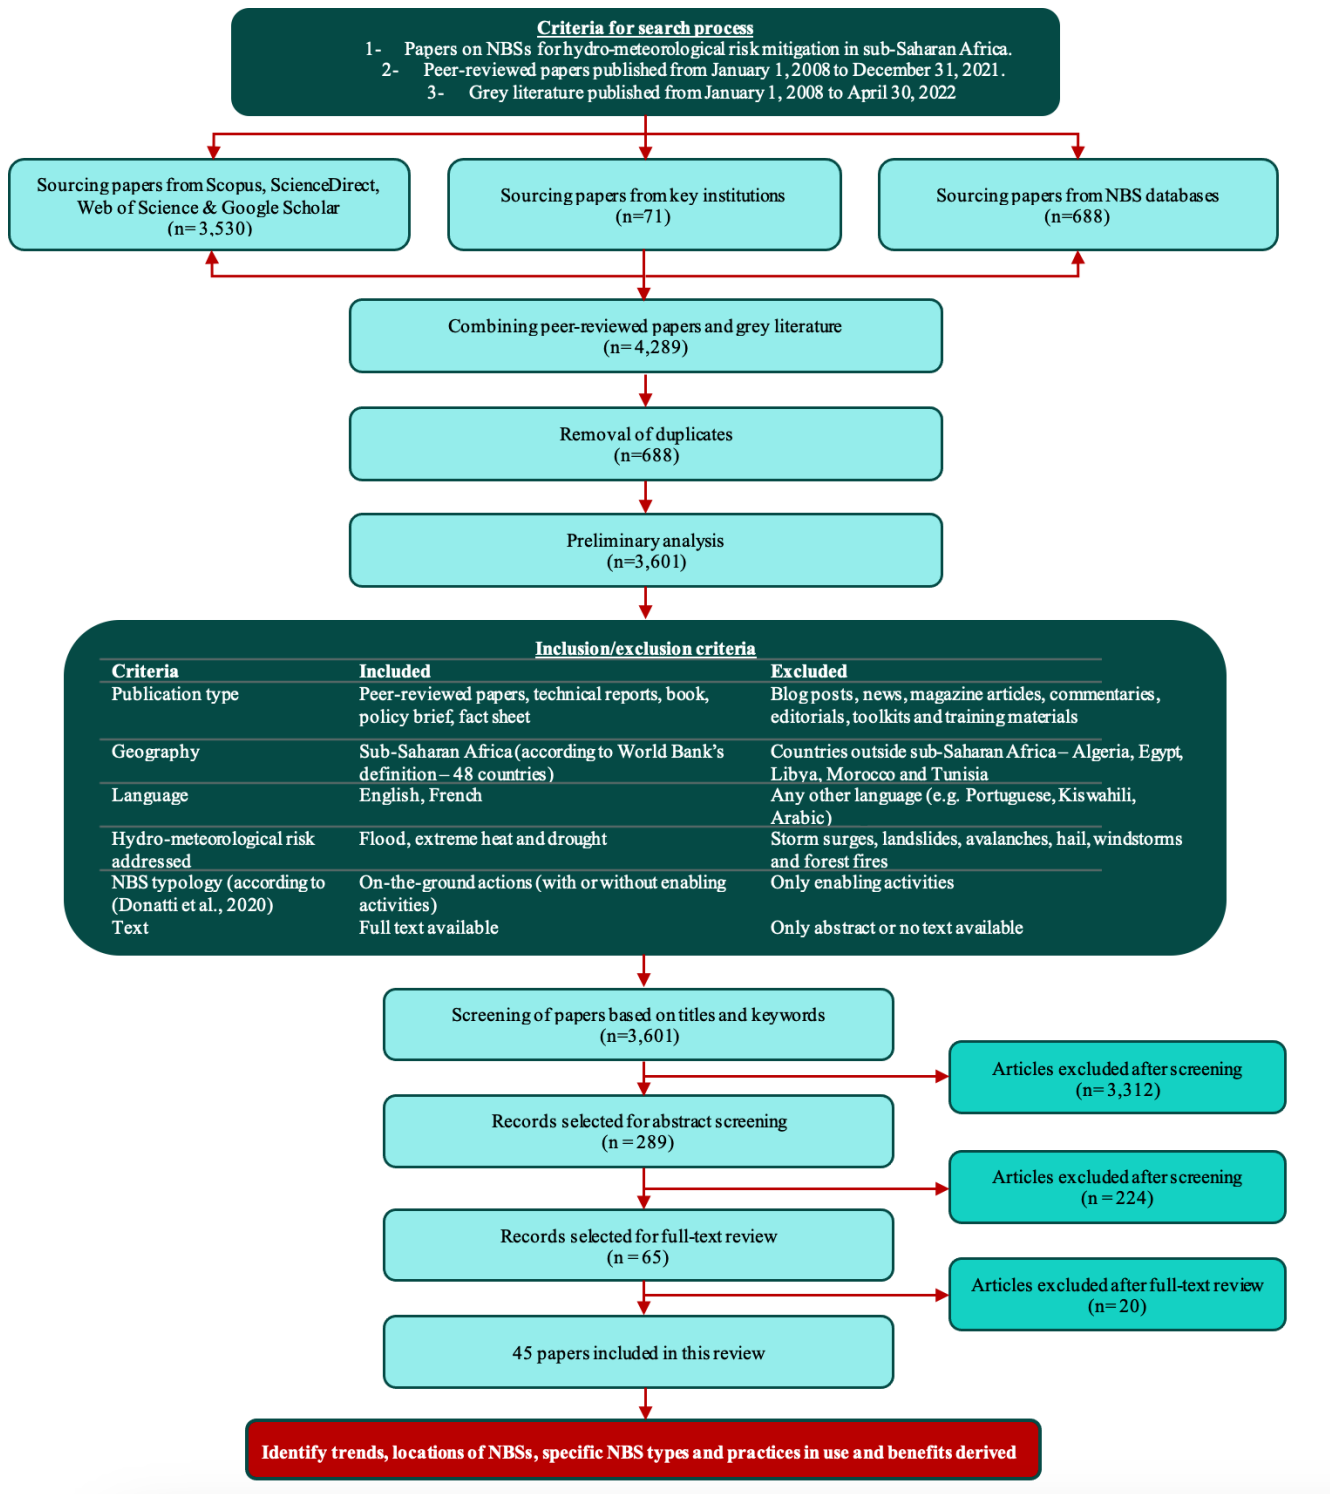 Criteria for search process
1- Papers on NBSs for hydro-meteorological risk mitigation in sub-Saharan Africa.
2- Peer-reviewed papers published from January 1, 2008 to December 31, 2021.
3- Grey literature published from January 1, 2008 to April 30, 2022
Sourcing papers from Scopus, ScienceDirect,
Web of Science & Google Scholar
(n= 3,530)
Sourcing papers from key institutions
(n=71)
Sourcing papers from NBS databases
(n=688)
Combining peer-reviewed papers and grey literature
(n= 4,289)
Removal of duplicates
(n=688)
Preliminary analysis
(n=3,601)
Inclusion/exclusion criteria
Criteria Included Excluded
Publication type Peer-reviewed papers, technical reports, book, Blog posts, news, magazine articles, commentaries,
policy brief, fact sheet editorials, toolkits and training materials
Geography Sub-Saharan Africa (according to World Bank's Countries outside sub-Saharan Africa – Algeria, Egypt,
definition – 48 countries) Libya, Morocco and Tunisia
Language English, French Any other language (e.g. Portuguese, Kiswahili,
Arabic)
Hydro-meteorological risk Flood, extreme heat and drought Storm surges, landslides, avalanches, hail, windstorms
addressed and forest fires
NBS typology (according to On-the-ground actions (with or without enabling Only enabling activities
(Donatti et al., 2020) activities)
Text Full text available Only abstract or no text available
Screening of papers based on titles and keywords
(n=3,601)
Articles excluded after screening
(n= 3,312)
Records selected for abstract screening
(n = 289)
Articles excluded after screening
(n = 224)
Records selected for full-text review
(n = 65)
Articles excluded after full-text review
(n= 20)
45 papers included in this review
Identify trends, locations of NBSs, specific NBS types and practices in use and benefits derived